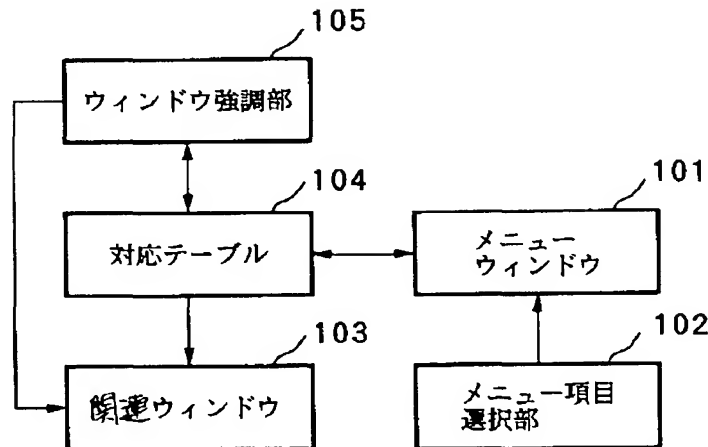 105
ウィンドウ強調部
104
対応テーブル
101
メニュー
ウィンドウ
103
関連ウィンドウ
102
メニュー項目
選択部